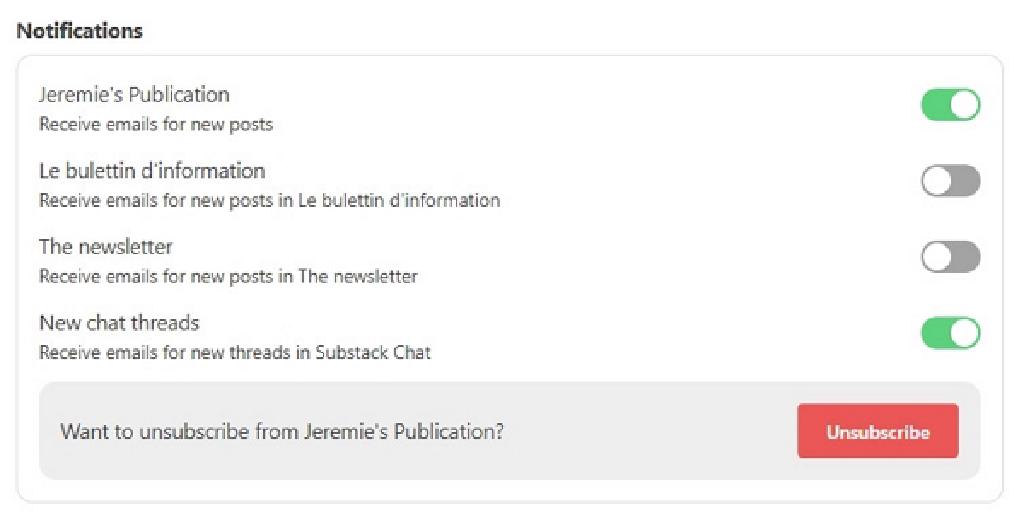 Notifications
Jeremie's Publication
Receive emails for new posts
Le bulettin d'information
Receive emails for new posts in Le bulettin d'information
The newsletter
Receive emails for new posts in The newsletter
New chat threads
Receive emails for new threads in Substack Chat
Want to unsubscribe from Jeremie's Publication?
Unsubscribe